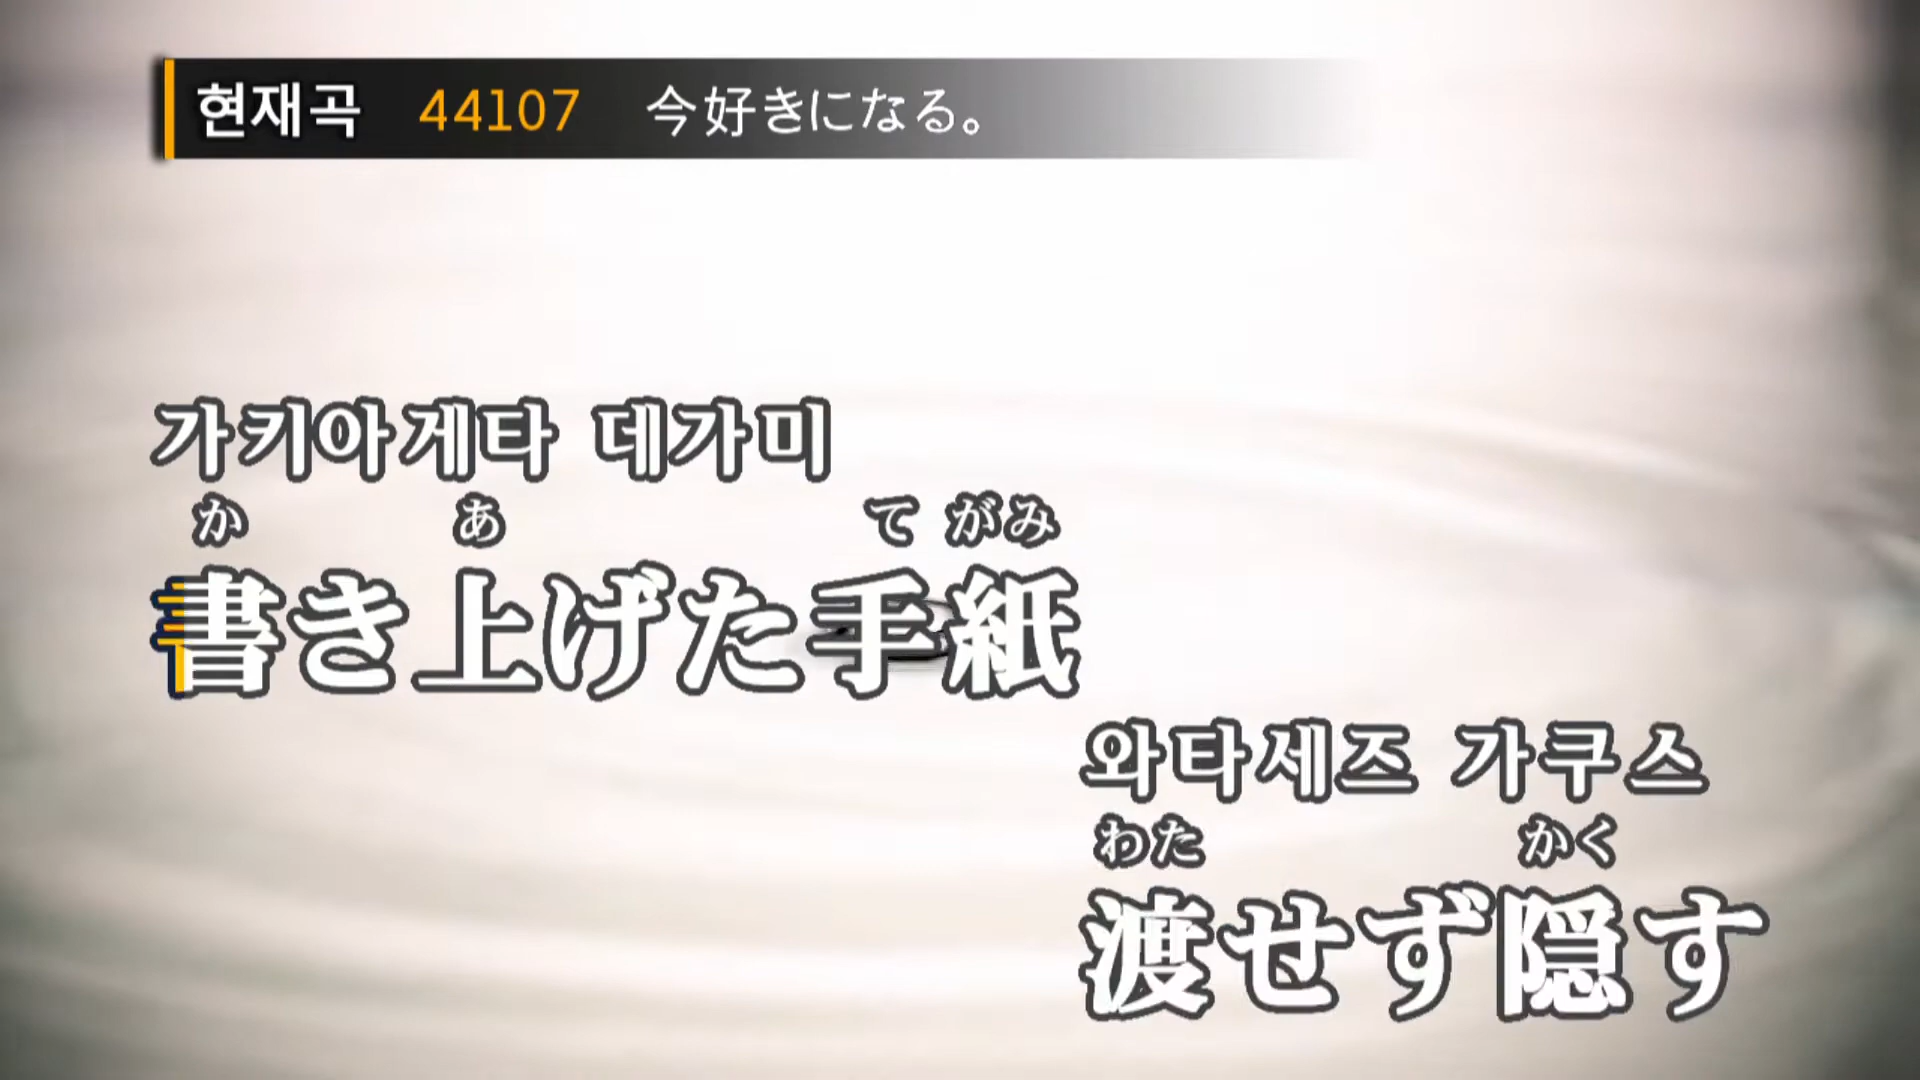 현재곡 44107 今好きになる。
가키아게타 데가미
か あ て がみ
書き上げた手紙
와타세즈 가쿠스
わた かく
渡せず隠す